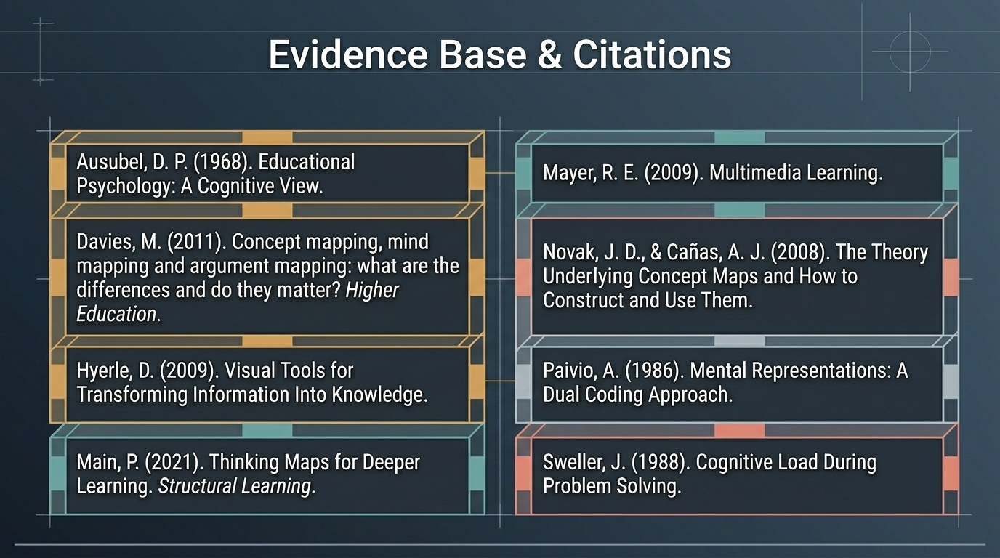 Evidence Base & Citations
Ausubel, D. P. (1968). Educational
Psychology: A Cognitive View.
Davies, M. (2011). Concept mapping, mind
mapping and argument mapping: what are the
differences and do they matter? Higher
Education.
Hyerle, D. (2009). Visual Tools for
Transforming Information Into Knowledge.
Main, P. (2021). Thinking Maps for Deeper
Learning. Structural Learning.
Mayer, R. E. (2009). Multimedia Learning.
Novak, J. D., & Cañas, A. J. (2008). The Theory
Underlying Concept Maps and How to
Construct and Use Them.
Paivio, A. (1986). Mental Representations: A
Dual Coding Approach.
Sweller, J. (1988). Cognitive Load During
Problem Solving.